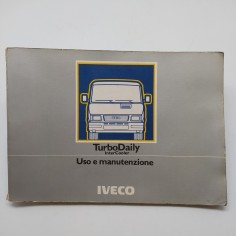 TurboDaily
InterCooler
Uso e manutenzione
IVECO